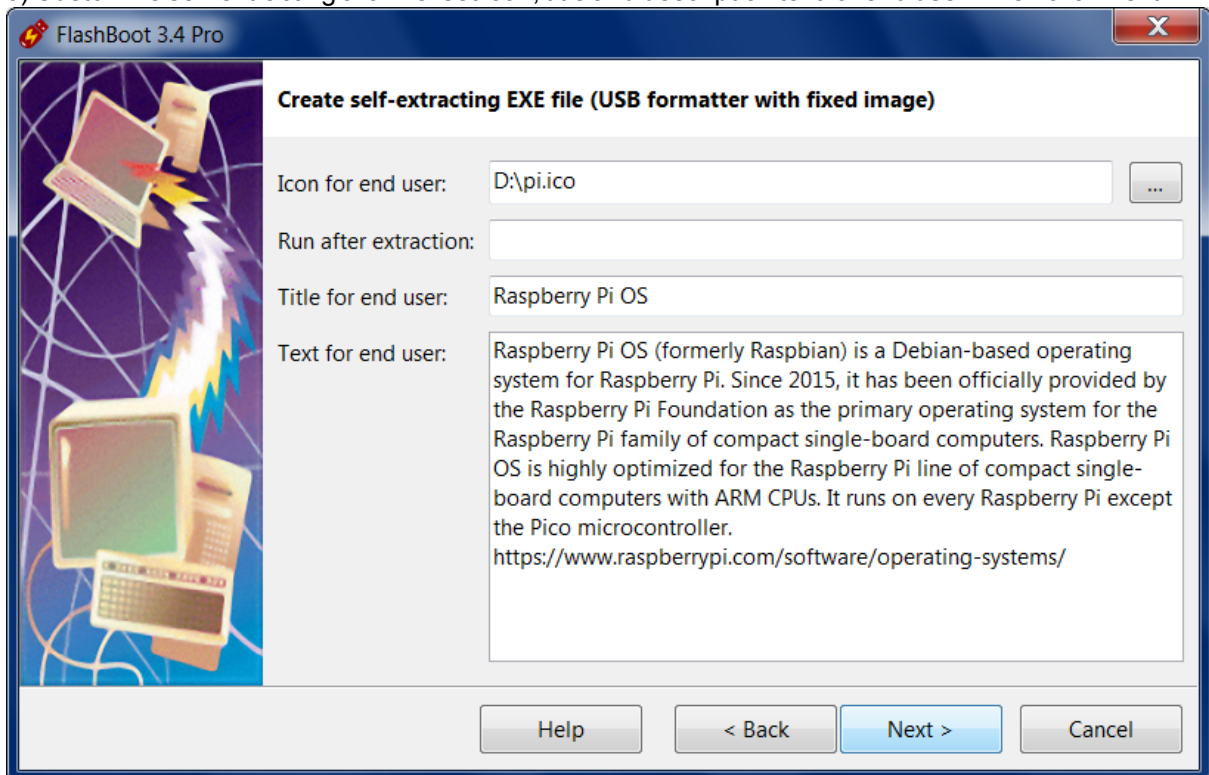 FlashBoot 3.4 Pro
Create self-extracting EXE file (USB formatter with fixed image)
Icon for end user: D:\pi.ico ...
Run after extraction:
Title for end user: Raspberry Pi OS
Text for end user: Raspberry Pi OS (formerly Raspbian) is a Debian-based operating
system for Raspberry Pi. Since 2015, it has been officially provided by
the Raspberry Pi Foundation as the primary operating system for the
Raspberry Pi family of compact single-board computers. Raspberry Pi
OS is highly optimized for the Raspberry Pi line of compact single-
board computers with ARM CPUs. It runs on every Raspberry Pi except
the Pico microcontroller.
https://www.raspberrypi.com/software/operating-systems/
Help < Back Next > Cancel